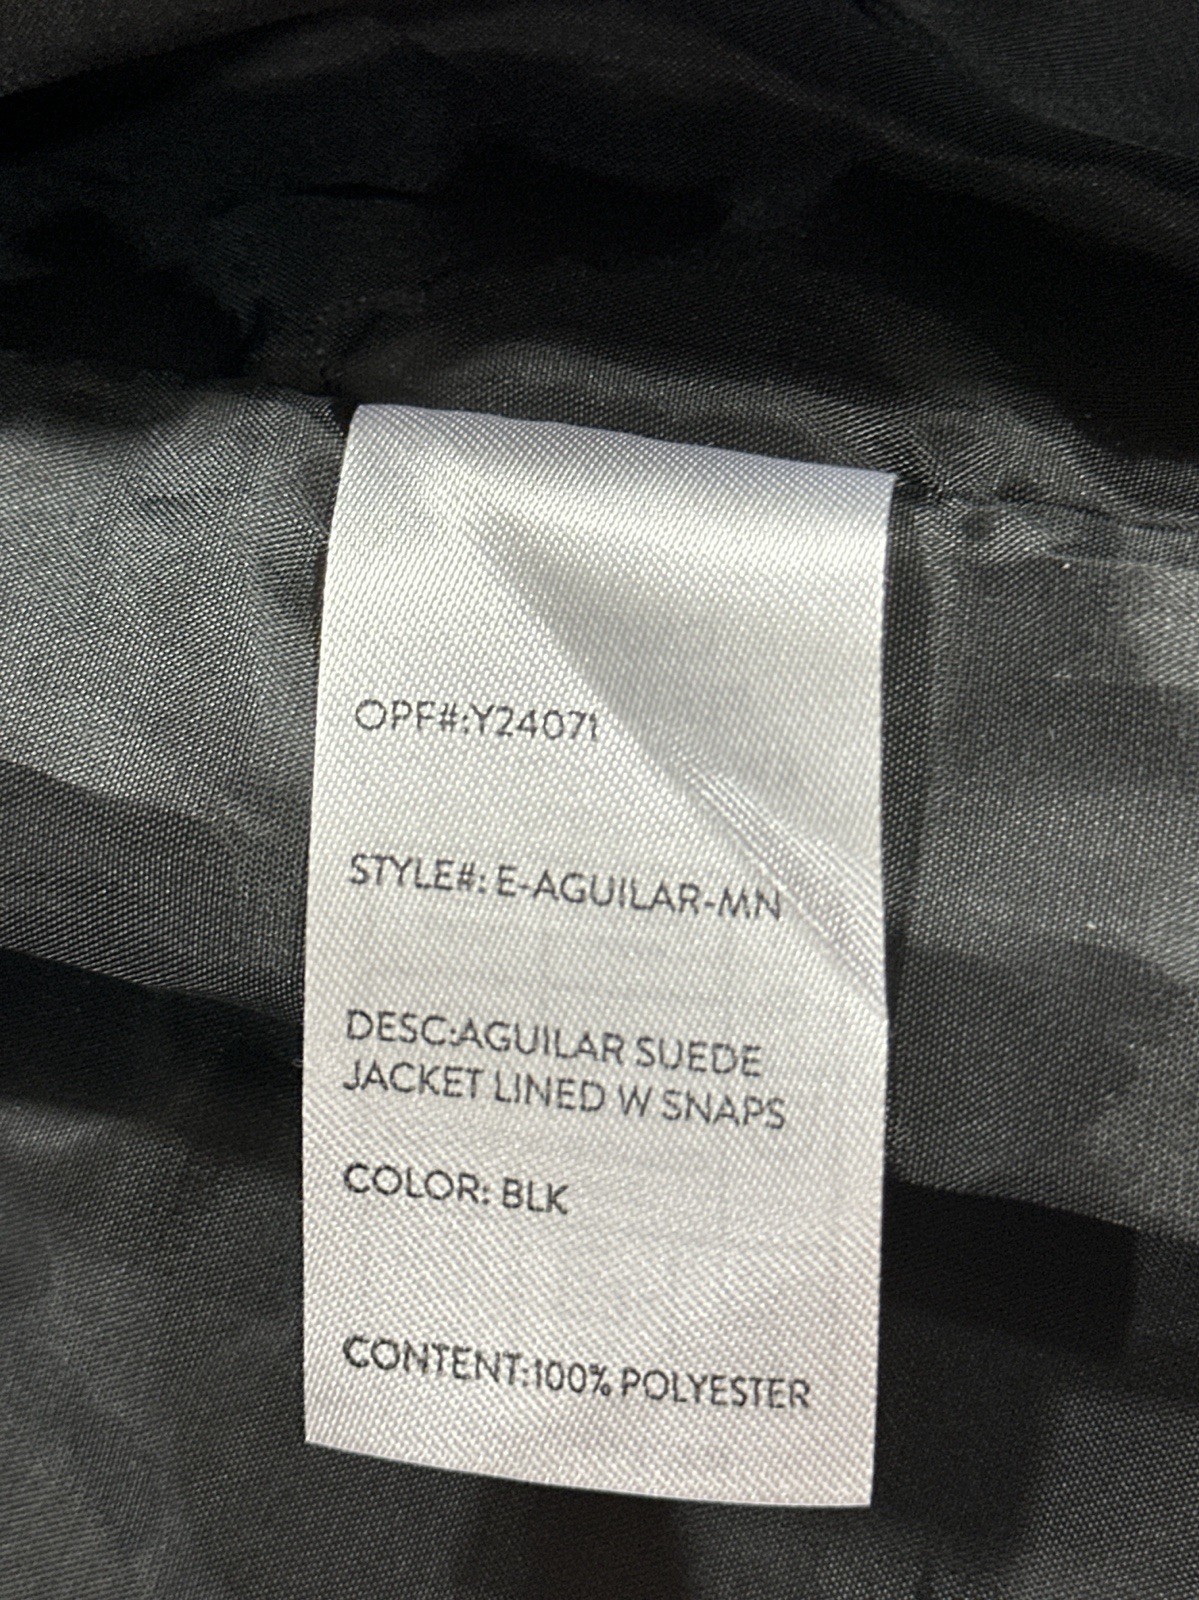 OPF#:Y24071
STYLE#: E-AGUILAR-MN
DESC:AGUILAR SUEDE
JACKET LINED W SNAPS
COLOR: BLK
CONTENT:100% POLYESTER